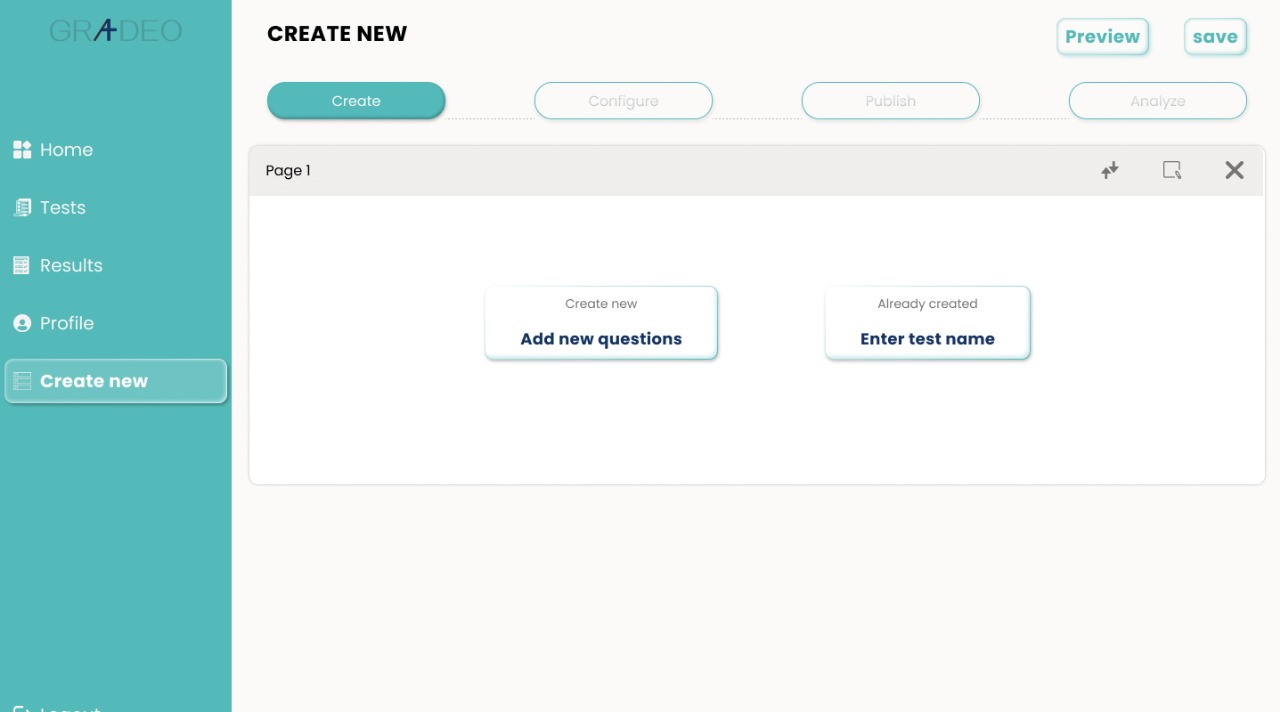 GRADEO
CREATE NEW
Preview
save
Create
Configure
Publish
Analyze
Home
Tests
Results
Profile
Create new
Logout
Page 1
Create new
Add new questions
Already created
Enter test name